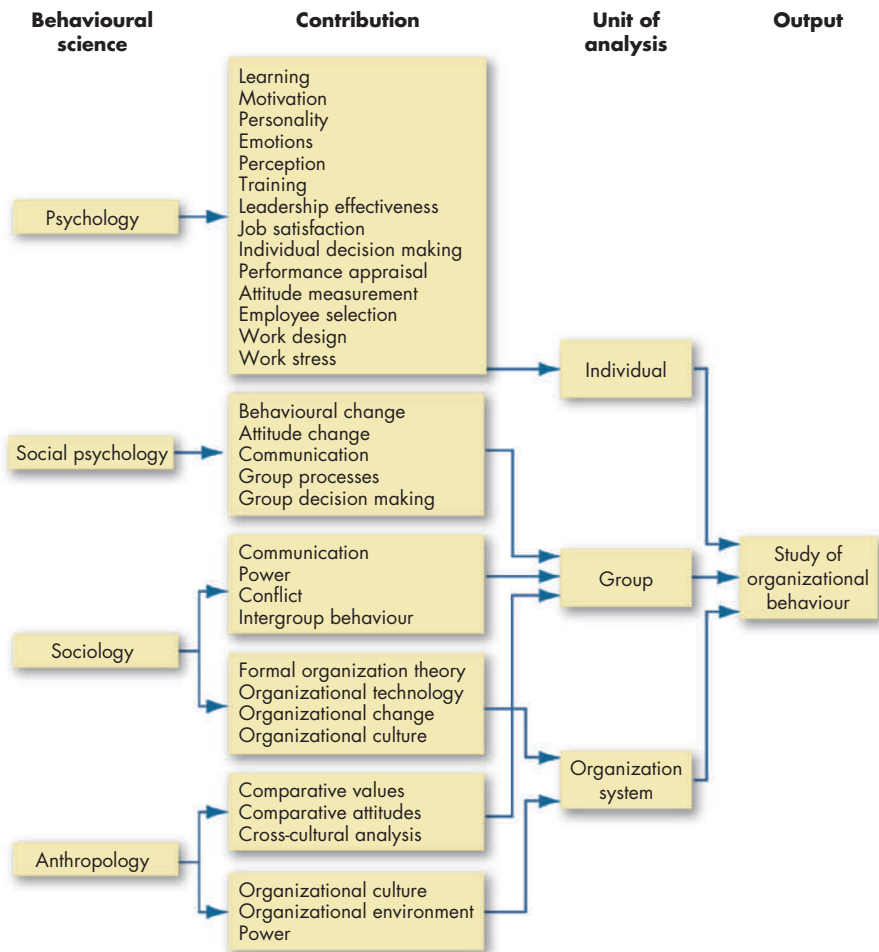 Behavioural
science
Contribution
Unit of
analysis
Output
Psychology
Learning
Motivation
Personality
Emotions
Perception
Training
Leadership effectiveness
Job satisfaction
Individual decision making
Performance appraisal
Attitude measurement
Employee selection
Work design
Work stress
Individual
Social psychology
Behavioural change
Attitude change
Communication
Group processes
Group decision making
Sociology
Communication
Power
Conflict
Intergroup behaviour
Group
Study of
organizational
behaviour
Formal organization theory
Organizational technology
Organizational change
Organizational culture
Organization
system
Anthropology
Comparative values
Comparative attitudes
Cross-cultural analysis
Organizational culture
Organizational environment
Power